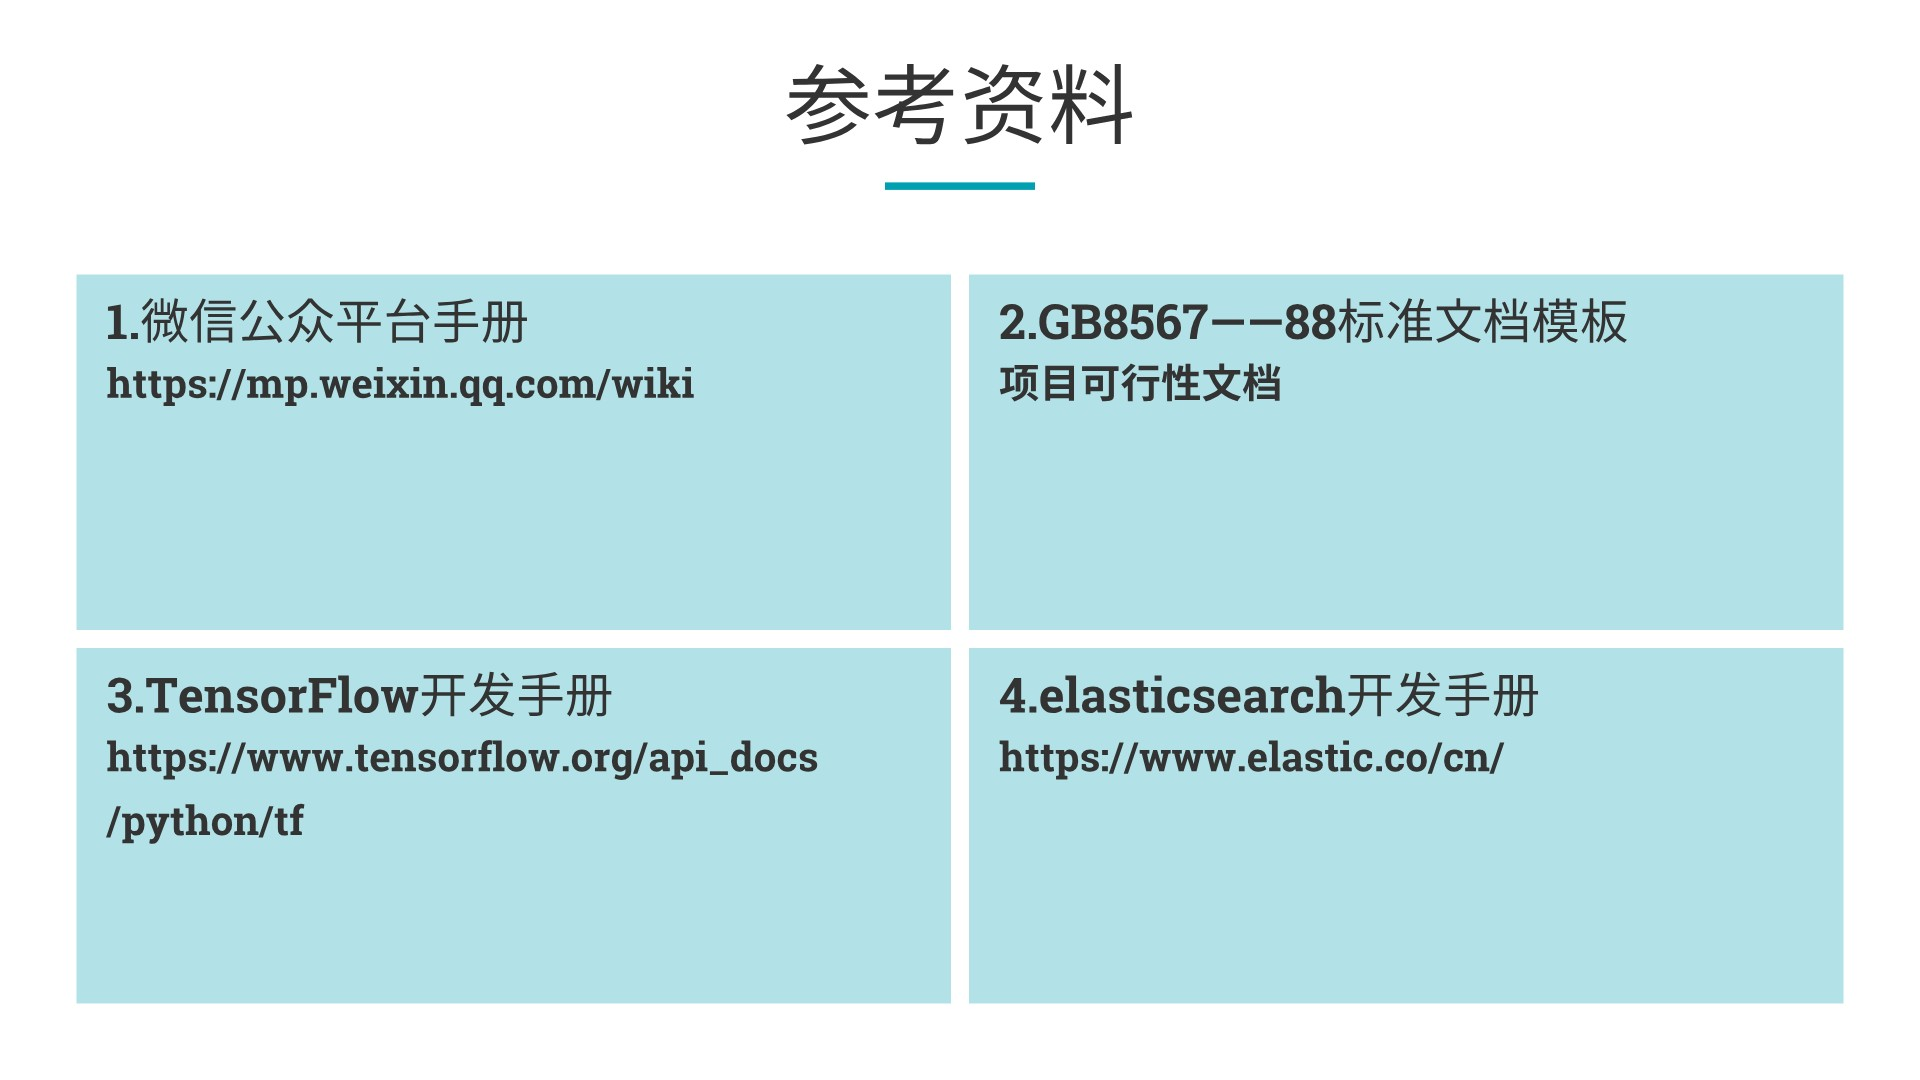 参考资料
1.微信公众平台手册
https://mp.weixin.qq.com/wiki
2.GB8567——88标准文档模板
项目可行性文档
3.TensorFlow开发手册
https://www.tensorflow.org/api_docs
/python/tf
4.elasticsearch开发手册
https://www.elastic.co/cn/